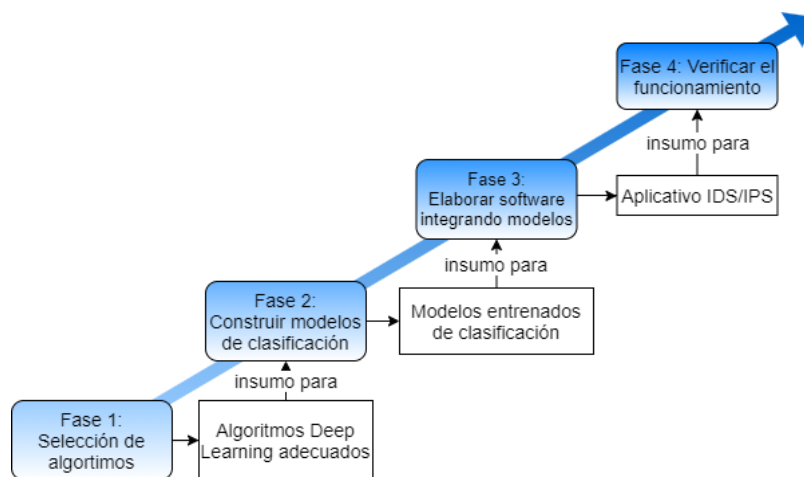 Fase 1:
Selección de
algortimos
Algoritmos Deep
Learning adecuados
insumo para
Fase 2:
Construir modelos
de clasificación
Modelos entrenados
de clasificación
insumo para
Fase 3:
Elaborar software
integrando modelos
Aplicativo IDS/IPS
insumo para
Fase 4: Verificar el
funcionamiento